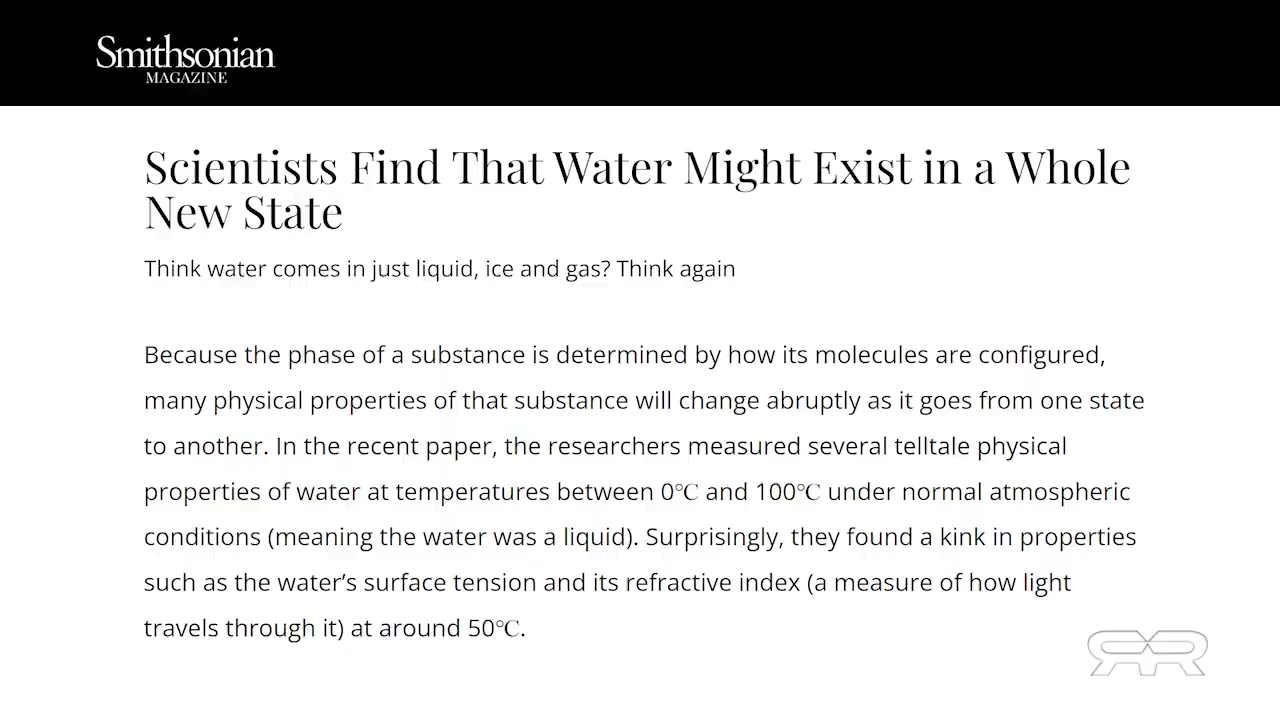 Smithsonian
MAGAZINE
Scientists Find That Water Might Exist in a Whole
New State
Think water comes in just liquid, ice and gas? Think again
Because the phase of a substance is determined by how its molecules are configured,
many physical properties of that substance will change abruptly as it goes from one state
to another. In the recent paper, the researchers measured several telltale physical
properties of water at temperatures between 0℃ and 100℃ under normal atmospheric
conditions (meaning the water was a liquid). Surprisingly, they found a kink in properties
such as the water’s surface tension and its refractive index (a measure of how light
travels through it) at around 50℃.